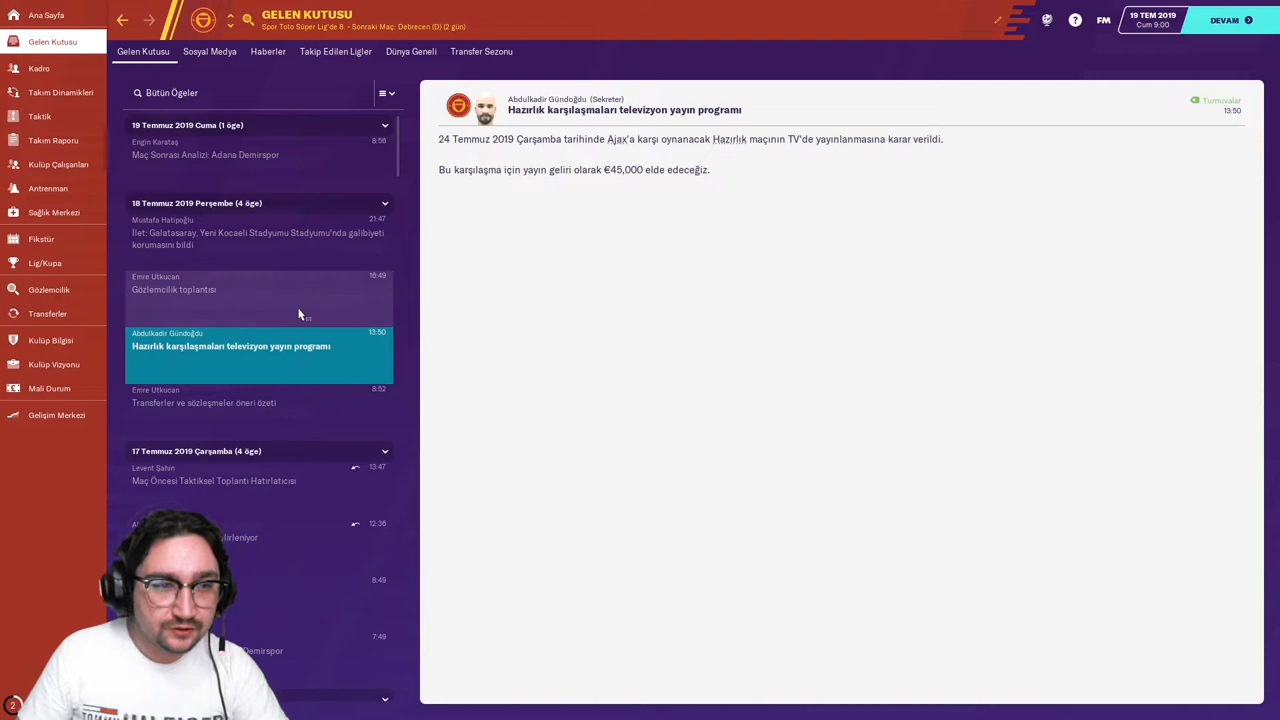 Ana Sayfa
Gelen Kutusu
Kadro
Takım Dinamikleri
Taktik
Takım Raporu
Kulüp Çalışanları
Antrenman
Sağlık Merkezi
Fikstür
Lig/Kupa
Gözlemcilik
Transferler
Kulüp Bilgisi
Kulüp Vizyonu
Mali Durum
Gelişim Merkezi
2
GELEN KUTUSU
Spor Toto Süper Lig'de 8. - Sonraki Maç: Debrecen (D) (2 gün)
FM
19 TEM 2019
Cum 9:00
DEVAM
Gelen Kutusu Sosyal Medya Haberler Takip Edilen Ligler Dünya Geneli Transfer Sezonu
Bütün Ögeler
19 Temmuz 2019 Cuma (1 öge)
Engin Karataş 8:56
Maç Sonrası Analizi: Adana Demirspor
18 Temmuz 2019 Perşembe (4 öge)
Mustafa Hatipoğlu 21:47
İlet: Galatasaray, Yeni Kocaeli Stadyumu Stadyumu'nda galibiyeti
korumasını bildi
Emre Utkucan 16:49
Gözlemcilik toplantısı
Abdulkadir Gündoğdu 13:50
Hazırlık karşılaşmaları televizyon yayın programı
Emre Utkucan 8:52
Transferler ve sözleşmeler öneri özeti
17 Temmuz 2019 Çarşamba (4 öge)
Levent Şahin 13:47
Maç Öncesi Taktiksel Toplantı Hatırlatıcısı
12:36
8:49
7:49
Demirspor
Abdulkadir Gündoğdu (Sekreter)
Hazırlık karşılaşmaları televizyon yayın programı
Turnuvalar
13:50
24 Temmuz 2019 Çarşamba tarihinde Ajax'a karşı oynanacak Hazırlık maçının TV'de yayınlanmasına karar verildi.
Bu karşılaşma için yayın geliri olarak €45,000 elde edeceğiz.